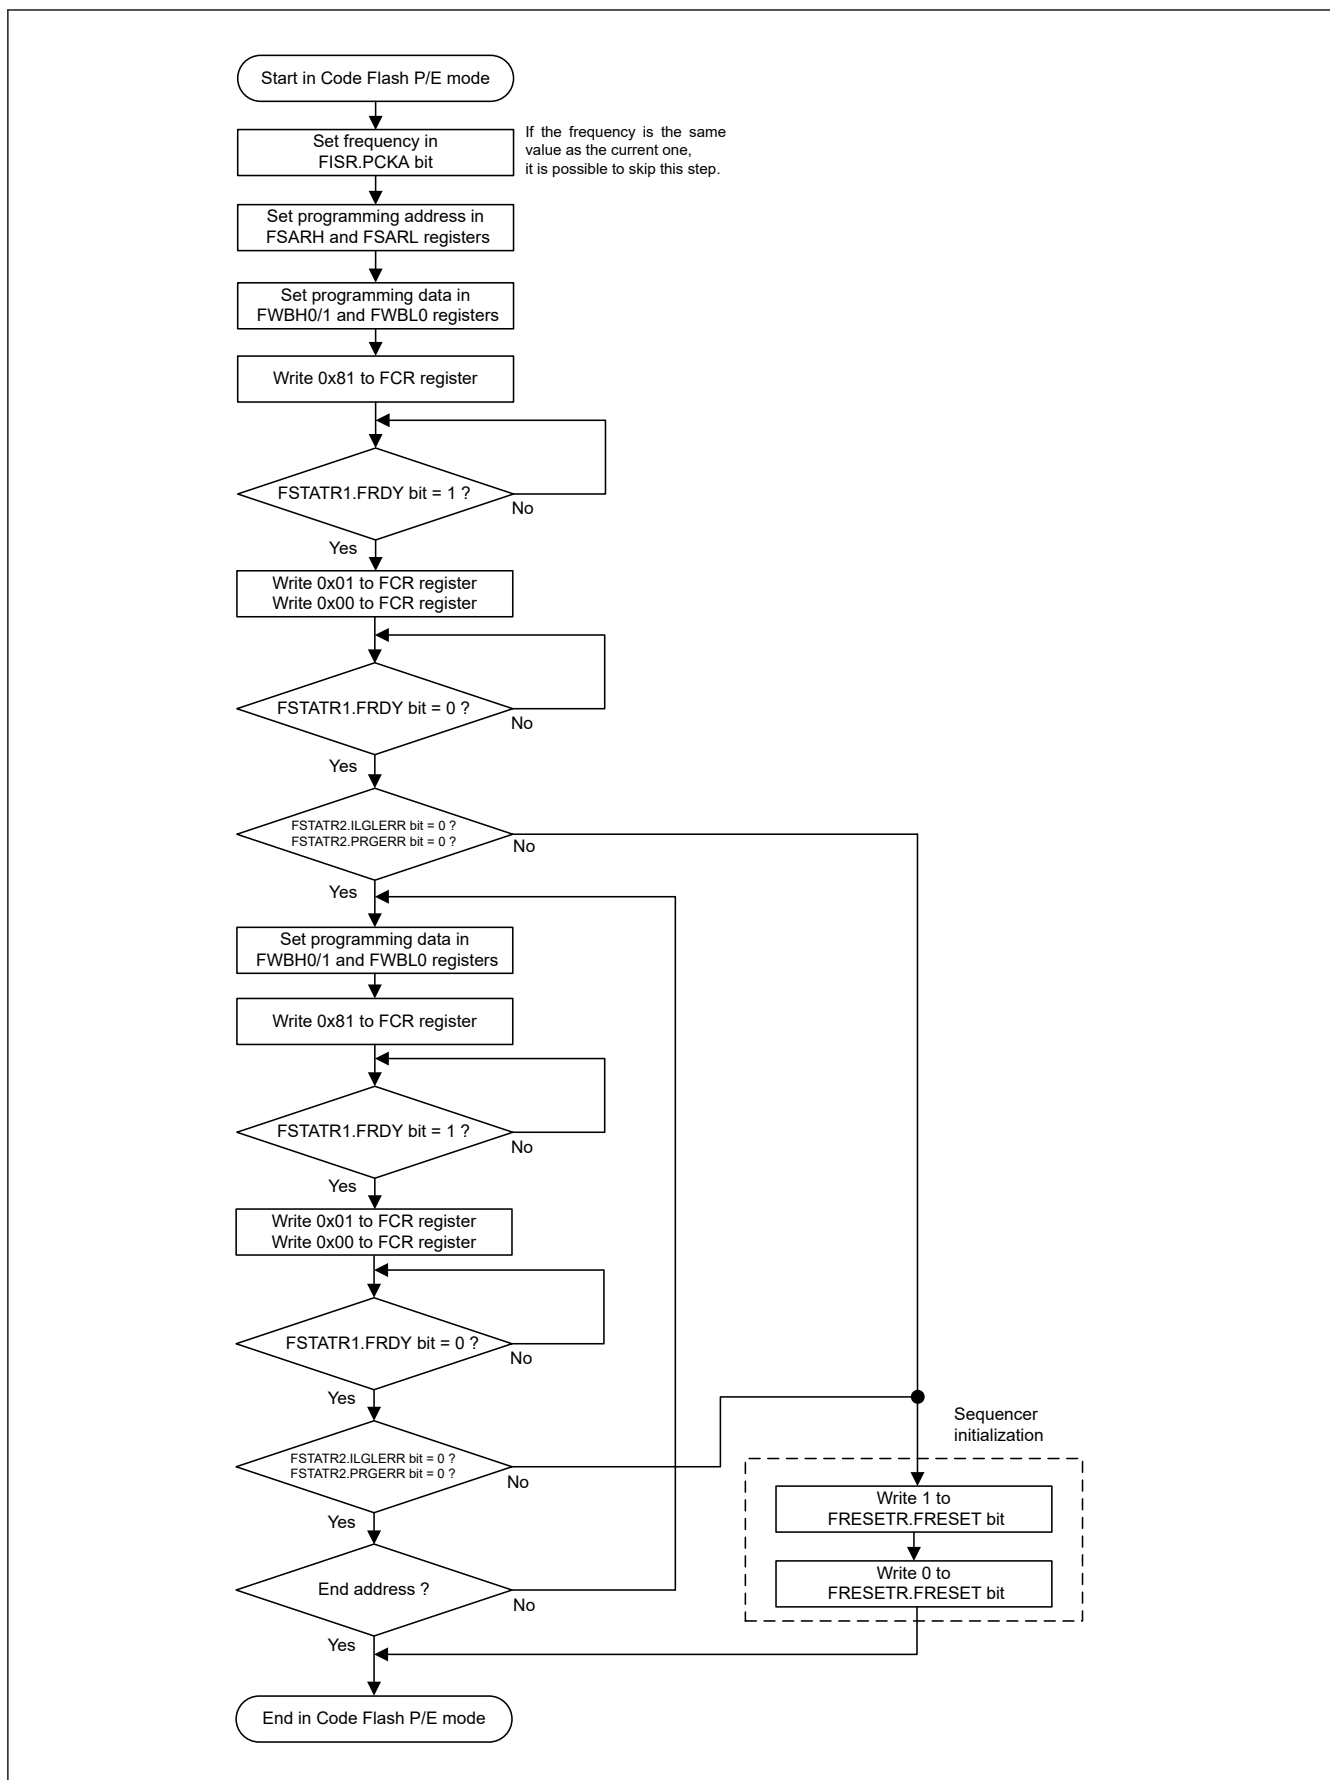 Start in Code Flash P/E mode
Set frequency in
FISR.PCKA bit
If the frequency is the same
value as the current one,
it is possible to skip this step.
Set programming address in
FSARH and FSARL registers
Set programming data in
FWBH0/1 and FWBL0 registers
Write 0x81 to FCR register
FSTATR1.FRDY bit = 1 ?
No
Yes
Write 0x01 to FCR register
Write 0x00 to FCR register
FSTATR1.FRDY bit = 0 ?
No
Yes
FSTATR2.ILGLERR bit = 0 ?
FSTATR2.PRGERR bit = 0 ?
No
Yes
Set programming data in
FWBH0/1 and FWBL0 registers
Write 0x81 to FCR register
FSTATR1.FRDY bit = 1 ?
No
Yes
Write 0x01 to FCR register
Write 0x00 to FCR register
FSTATR1.FRDY bit = 0 ?
No
Yes
Sequencer
initialization
FSTATR2.ILGLERR bit = 0 ?
FSTATR2.PRGERR bit = 0 ?
No
Yes
Write 1 to
FRESETR.FRESET bit
Write 0 to
FRESETR.FRESET bit
End address ?
No
Yes
End in Code Flash P/E mode